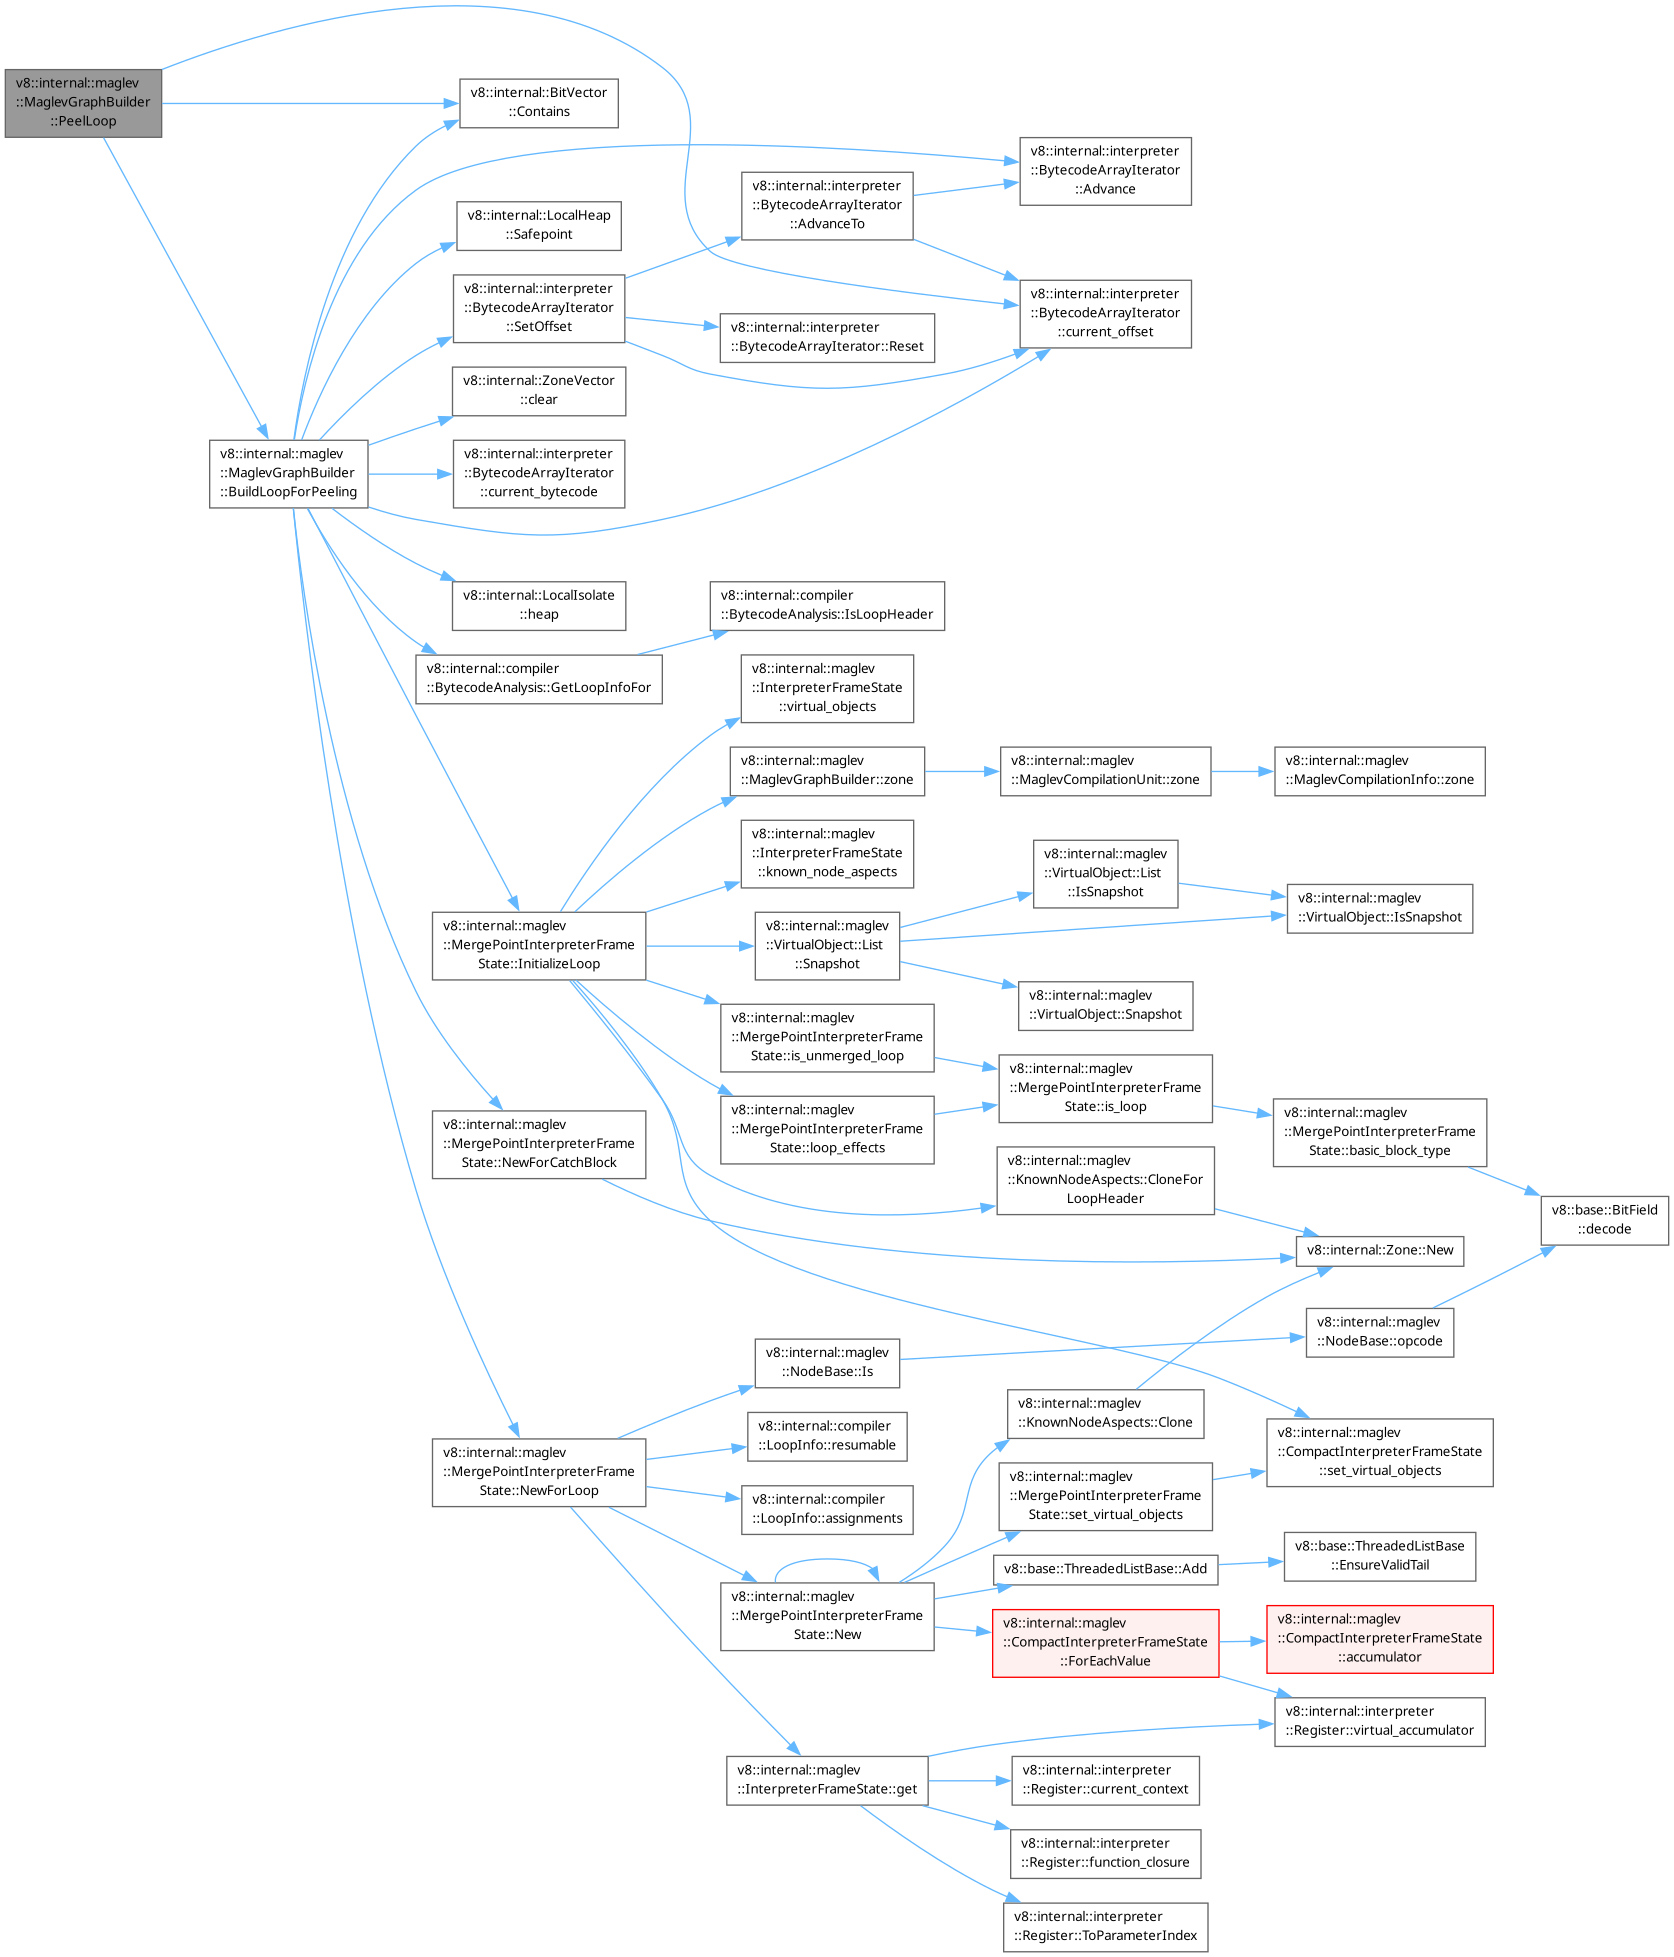 v8::internal::maglev
::MaglevGraphBuilder
::PeelLoop
v8::internal::BitVector
::Contains
v8::internal::interpreter
::BytecodeArrayIterator
::Advance
v8::internal::interpreter
::BytecodeArrayIterator
::AdvanceTo
v8::internal::LocalHeap
::Safepoint
v8::internal::interpreter
::BytecodeArrayIterator
::SetOffset
v8::internal::interpreter
::BytecodeArrayIterator::Reset
v8::internal::interpreter
::BytecodeArrayIterator
::current_offset
v8::internal::ZoneVector
::clear
v8::internal::maglev
::MaglevGraphBuilder
::BuildLoopForPeeling
v8::internal::interpreter
::BytecodeArrayIterator
::current_bytecode
v8::internal::LocalIsolate
::heap
v8::internal::compiler
::BytecodeAnalysis::IsLoopHeader
v8::internal::compiler
::BytecodeAnalysis::GetLoopInfoFor
v8::internal::maglev
::InterpreterFrameState
::virtual_objects
v8::internal::maglev
::MaglevGraphBuilder::zone
v8::internal::maglev
::MaglevCompilationUnit::zone
v8::internal::maglev
::MaglevCompilationInfo::zone
v8::internal::maglev
::InterpreterFrameState
::known_node_aspects
v8::internal::maglev
::VirtualObject::List
::IsSnapshot
v8::internal::maglev
::VirtualObject::IsSnapshot
v8::internal::maglev
::MergePointInterpreterFrame
State::InitializeLoop
v8::internal::maglev
::VirtualObject::List
::Snapshot
v8::internal::maglev
::VirtualObject::Snapshot
v8::internal::maglev
::MergePointInterpreterFrame
State::is_unmerged_loop
v8::internal::maglev
::MergePointInterpreterFrame
State::is_loop
v8::internal::maglev
::MergePointInterpreterFrame
State::loop_effects
v8::internal::maglev
::MergePointInterpreterFrame
State::basic_block_type
v8::internal::maglev
::MergePointInterpreterFrame
State::NewForCatchBlock
v8::internal::maglev
::KnownNodeAspects::CloneFor
LoopHeader
v8::base::BitField
::decode
v8::internal::Zone::New
v8::internal::maglev
::NodeBase::opcode
v8::internal::maglev
::NodeBase::Is
v8::internal::maglev
::KnownNodeAspects::Clone
v8::internal::maglev
::CompactInterpreterFrameState
::set_virtual_objects
v8::internal::compiler
::LoopInfo::resumable
v8::internal::maglev
::MergePointInterpreterFrame
State::NewForLoop
v8::internal::maglev
::MergePointInterpreterFrame
State::set_virtual_objects
v8::internal::compiler
::LoopInfo::assignments
v8::base::ThreadedListBase
::EnsureValidTail
v8::base::ThreadedListBase::Add
v8::internal::maglev
::MergePointInterpreterFrame
State::New
v8::internal::maglev
::CompactInterpreterFrameState
::ForEachValue
v8::internal::maglev
::CompactInterpreterFrameState
::accumulator
v8::internal::interpreter
::Register::virtual_accumulator
v8::internal::maglev
::InterpreterFrameState::get
v8::internal::interpreter
::Register::current_context
v8::internal::interpreter
::Register::function_closure
v8::internal::interpreter
::Register::ToParameterIndex